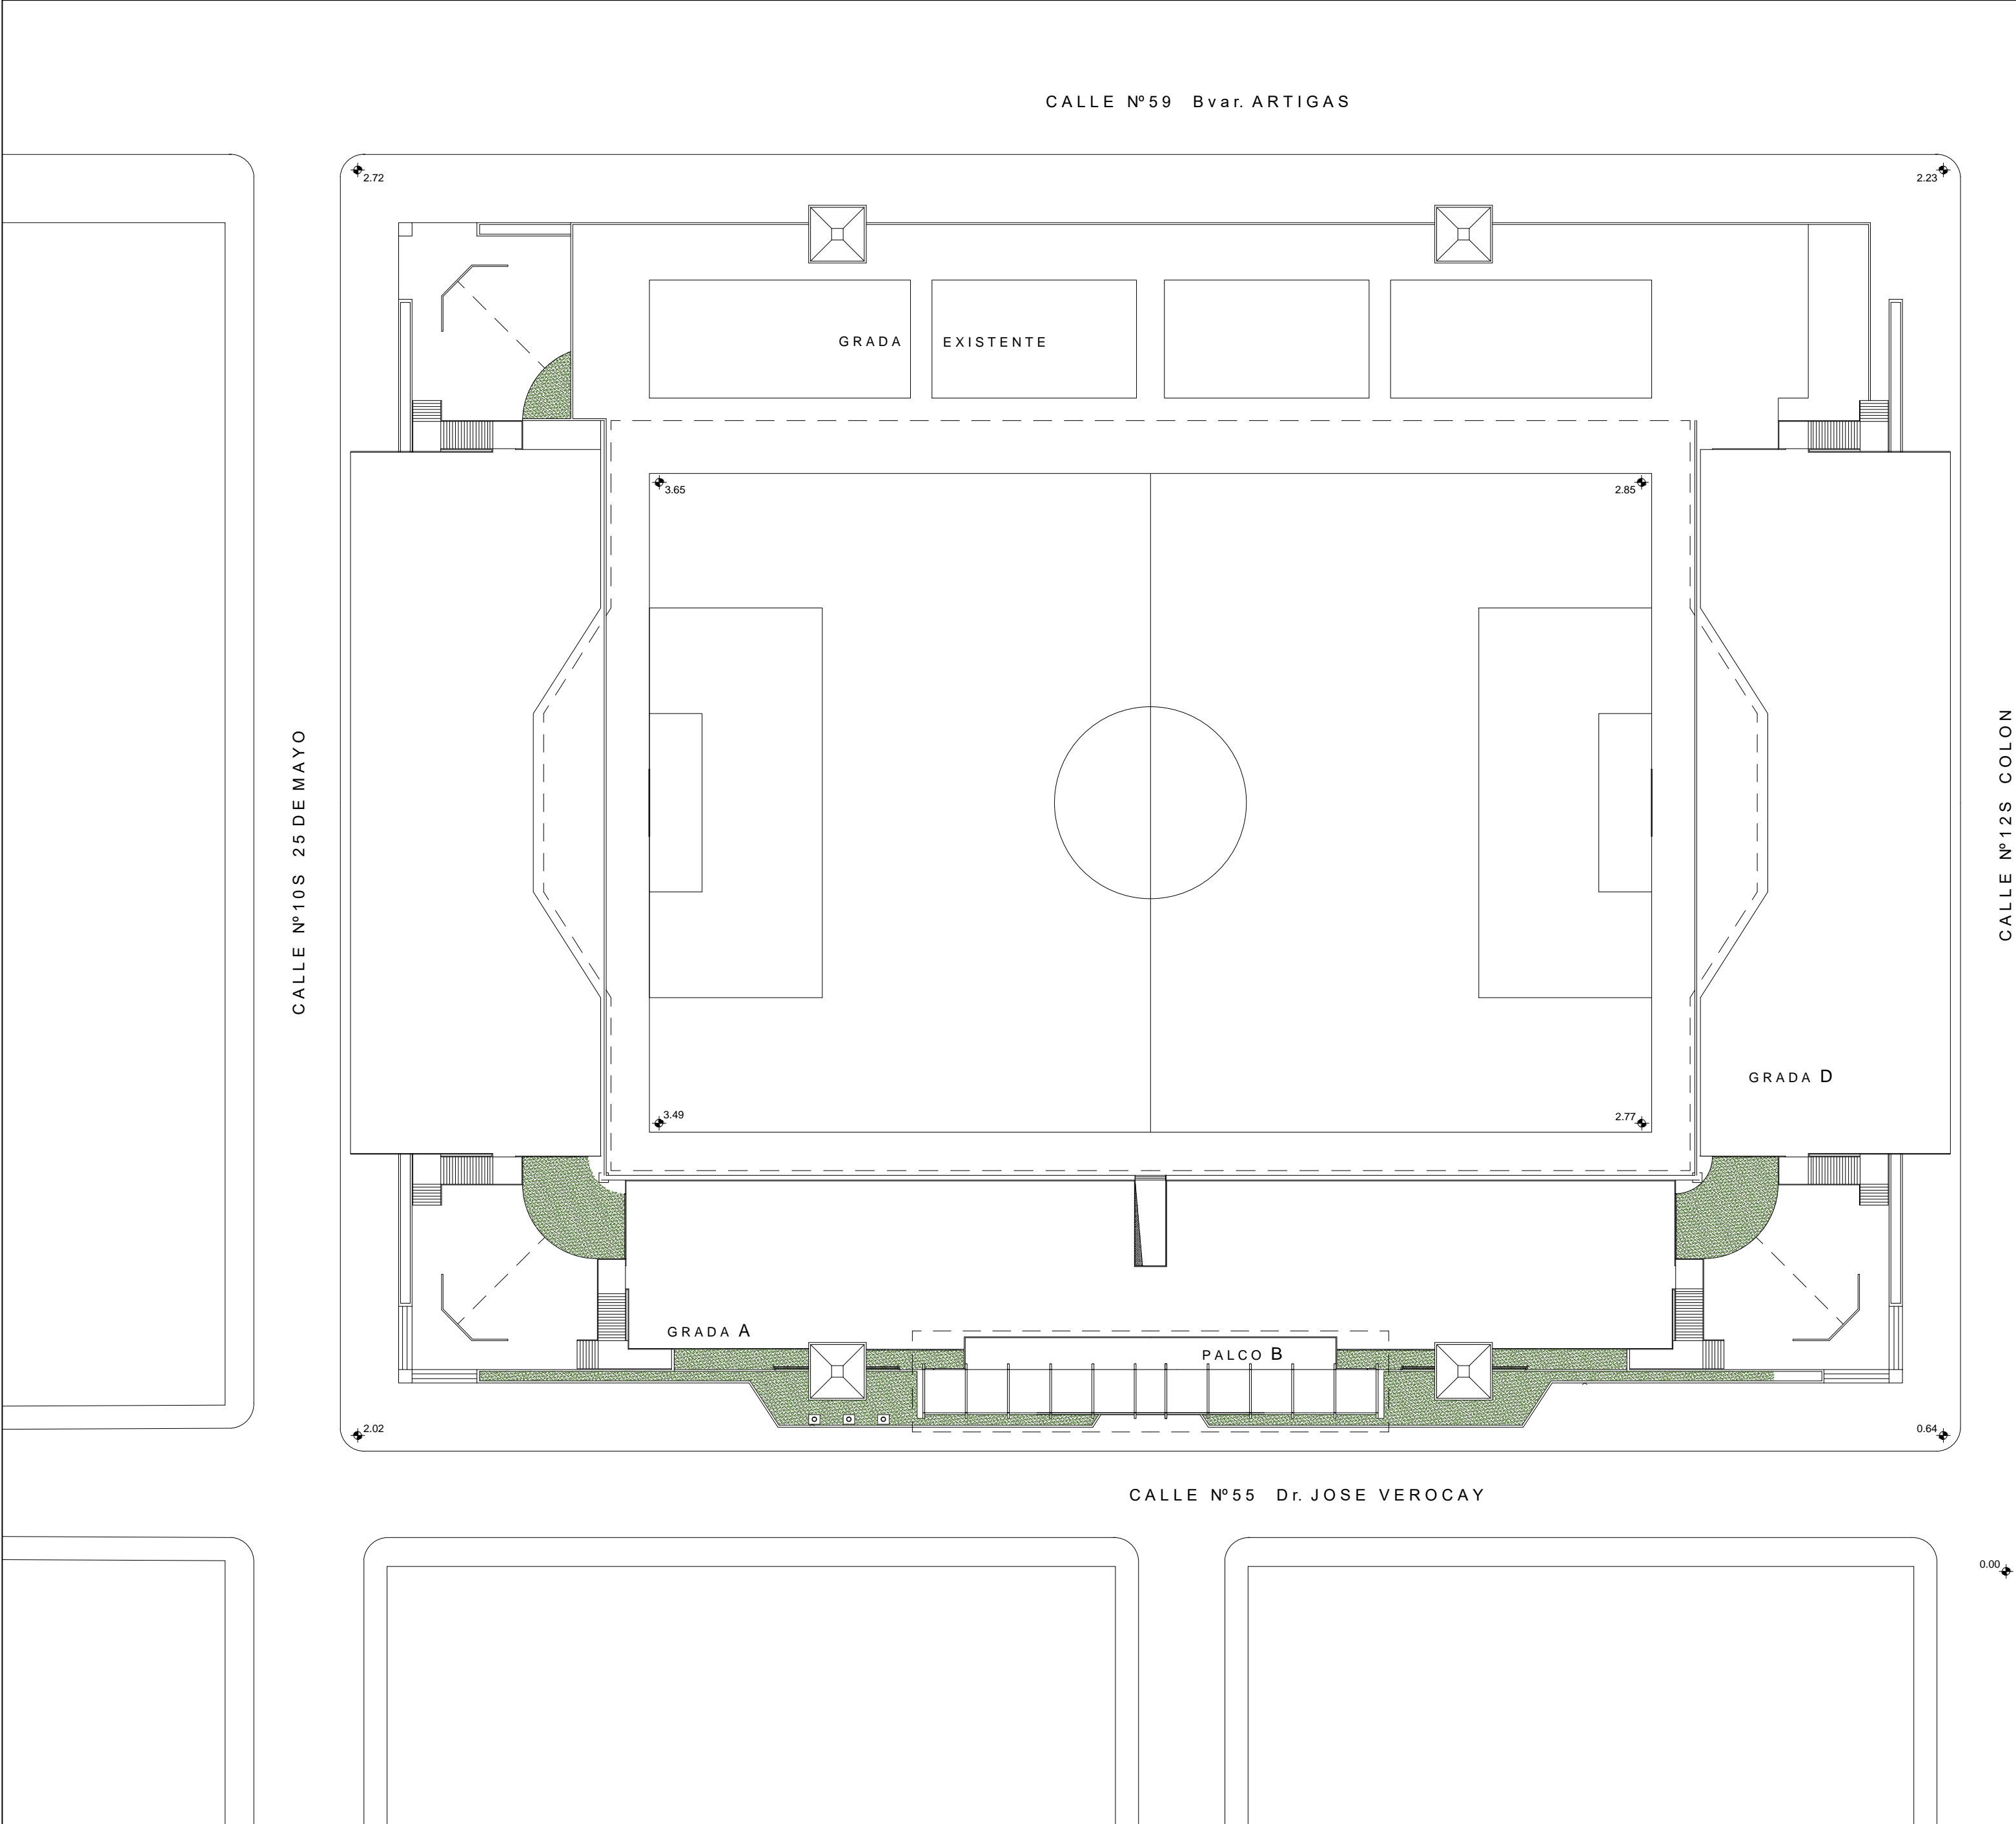 CALLE Nº59 Bvar. ARTIGAS
2.72
2.23
GRADA EXISTENTE
3.65
2.85
CALLE Nº10S 25 DE MAYO
CALLE Nº12S COLON
GRADA D
3.49
2.77
GRADA A
PALCO B
2.02
0.64
CALLE Nº55 Dr. JOSE VEROCAY
0.00